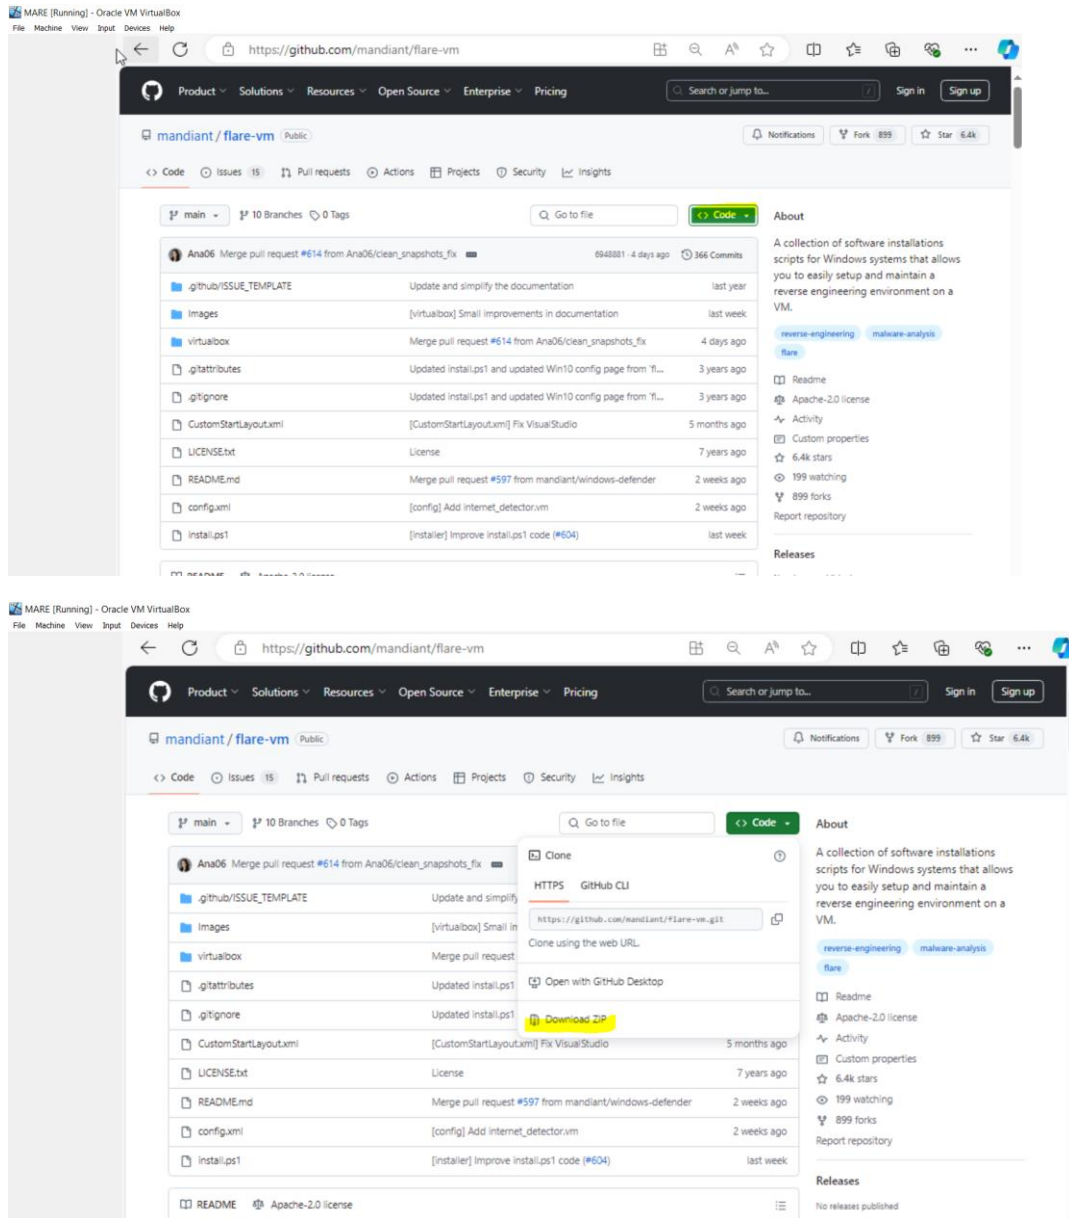 MARE [Running] - Oracle VM VirtualBox
File Machine View Input Devices Help
https://github.com/mandiant/flare-vm
Product Solutions Resources Open Source Enterprise Pricing Search or jump to... / Sign in Sign up
mandiant / flare-vm Public Notifications Fork 899 Star 6.4k
Code Issues 15 Pull requests Actions Projects Security Insights
main 10 Branches 0 Tags Go to file <> Code About
Ana06 Merge pull request #614 from Ana06/clean_snapshots_fix 6948881 · 4 days ago 366 Commits
A collection of software installations
scripts for Windows systems that allows
you to easily setup and maintain a
reverse engineering environment on a
VM.
.github/ISSUE_TEMPLATE Update and simplify the documentation last year
Images [virtualbox] Small improvements in documentation last week
virtualbox Merge pull request #614 from Ana06/clean_snapshots_fix 4 days ago
.gitattributes Updated install.ps1 and updated Win10 config page from 'fl... 3 years ago
.gitignore Updated install.ps1 and updated Win10 config page from 'fl... 3 years ago
CustomStartLayout.xml [CustomStartLayout.xml] Fix VisualStudio 5 months ago
LICENSE.txt License 7 years ago
README.md Merge pull request #597 from mandiant/windows-defender 2 weeks ago
config.xml [config] Add internet_detector.vm 2 weeks ago
install.ps1 [installer] Improve install.ps1 code (#604) last week
reverse-engineering malware-analysis
flare
Readme
Apache-2.0 license
Activity
Custom properties
6.4k stars
199 watching
899 forks
Report repository
Releases
README Apache-2.0 license
MARE [Running] - Oracle VM VirtualBox
File Machine View Input Devices Help
https://github.com/mandiant/flare-vm
Product Solutions Resources Open Source Enterprise Pricing Search or jump to... / Sign in Sign up
mandiant / flare-vm Public Notifications Fork 899 Star 6.4k
<> Code Issues 15 Pull requests Actions Projects Security Insights
main 10 Branches 0 Tags Go to file <> Code About
Ana06 Merge pull request #614 from Ana06/clean_snapshots_fix
.github/ISSUE_TEMPLATE Update and simplify
Images [virtualbox] Small im
virtualbox Merge pull request
.gitattributes Updated install.ps1
.gitignore Updated install.ps1
CustomStartLayout.xml [CustomStartLayout.xml] Fix VisualStudio 5 months ago
LICENSE.txt License 7 years ago
README.md Merge pull request #597 from mandiant/windows-defender 2 weeks ago
config.xml [config] Add internet_detector.vm 2 weeks ago
install.ps1 [installer] Improve install.ps1 code (#604) last week
README Apache-2.0 license
Clone
HTTPS GitHub CLI
https://github.com/mandiant/flare-vm.git
Clone using the web URL.
Open with GitHub Desktop
Download ZIP
A collection of software installations
scripts for Windows systems that allows
you to easily setup and maintain a
reverse engineering environment on a
VM.
reverse-engineering malware-analysis
flare
Readme
Apache-2.0 license
Activity
Custom properties
6.4k stars
199 watching
899 forks
Report repository
Releases
No releases published